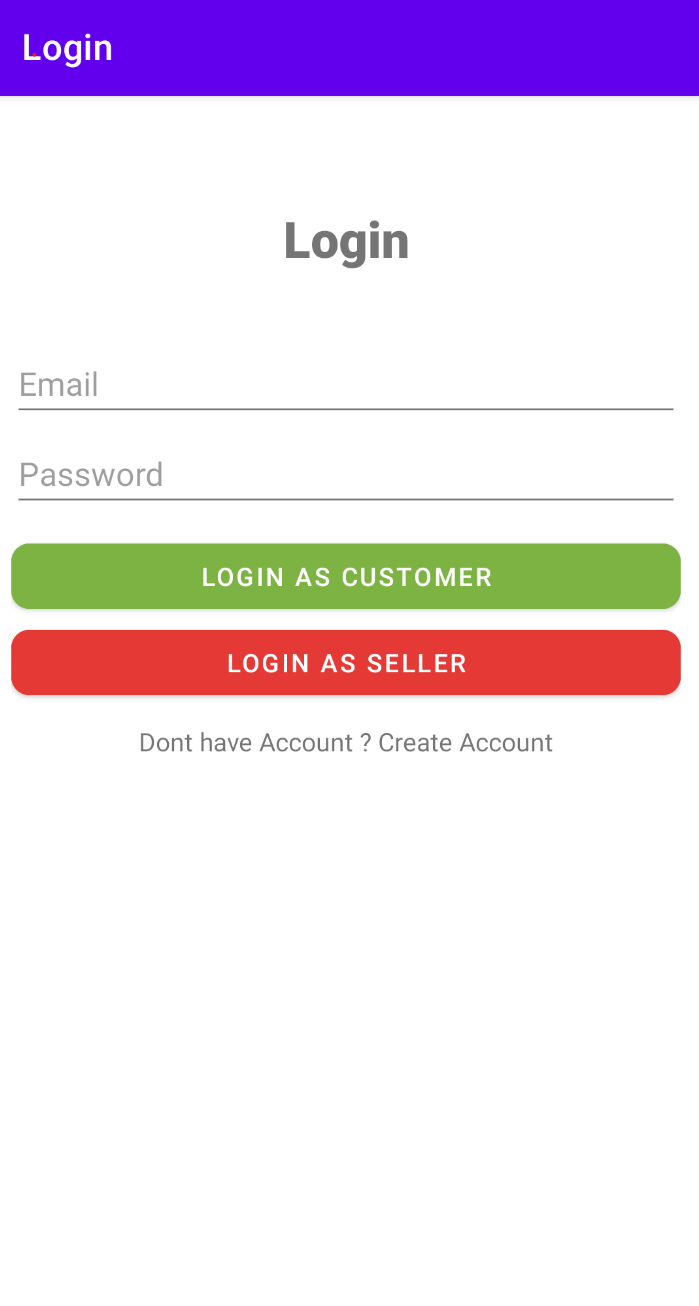 Login
Login
Email
Password
LOGIN AS CUSTOMER
LOGIN AS SELLER
Dont have Account ? Create Account